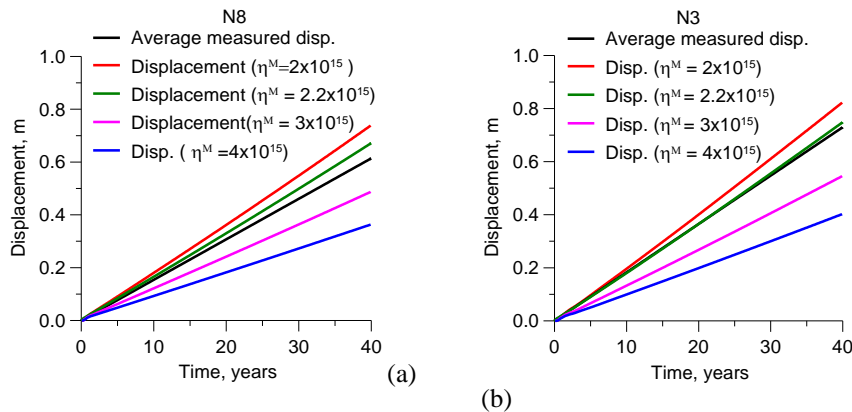 N8
Average measured disp.
Displacement (η^M=2x10^15 )
Displacement (η^M = 2.2x10^15)
Displacement(η^M = 3x10^15)
Disp. ( η^M =4x10^15)
Displacement, m
1.0
0.8
0.6
0.4
0.2
0.0
0 10 20 30 40
Time, years
(a)
N3
Average measured disp.
Disp. (η^M = 2x10^15)
Disp. (η^M = 2.2x10^15)
Disp. (η^M = 3x10^15)
Disp. (η^M = 4x10^15)
Displacement, m
1.0
0.8
0.6
0.4
0.2
0.0
0 10 20 30 40
Time, years
(b)